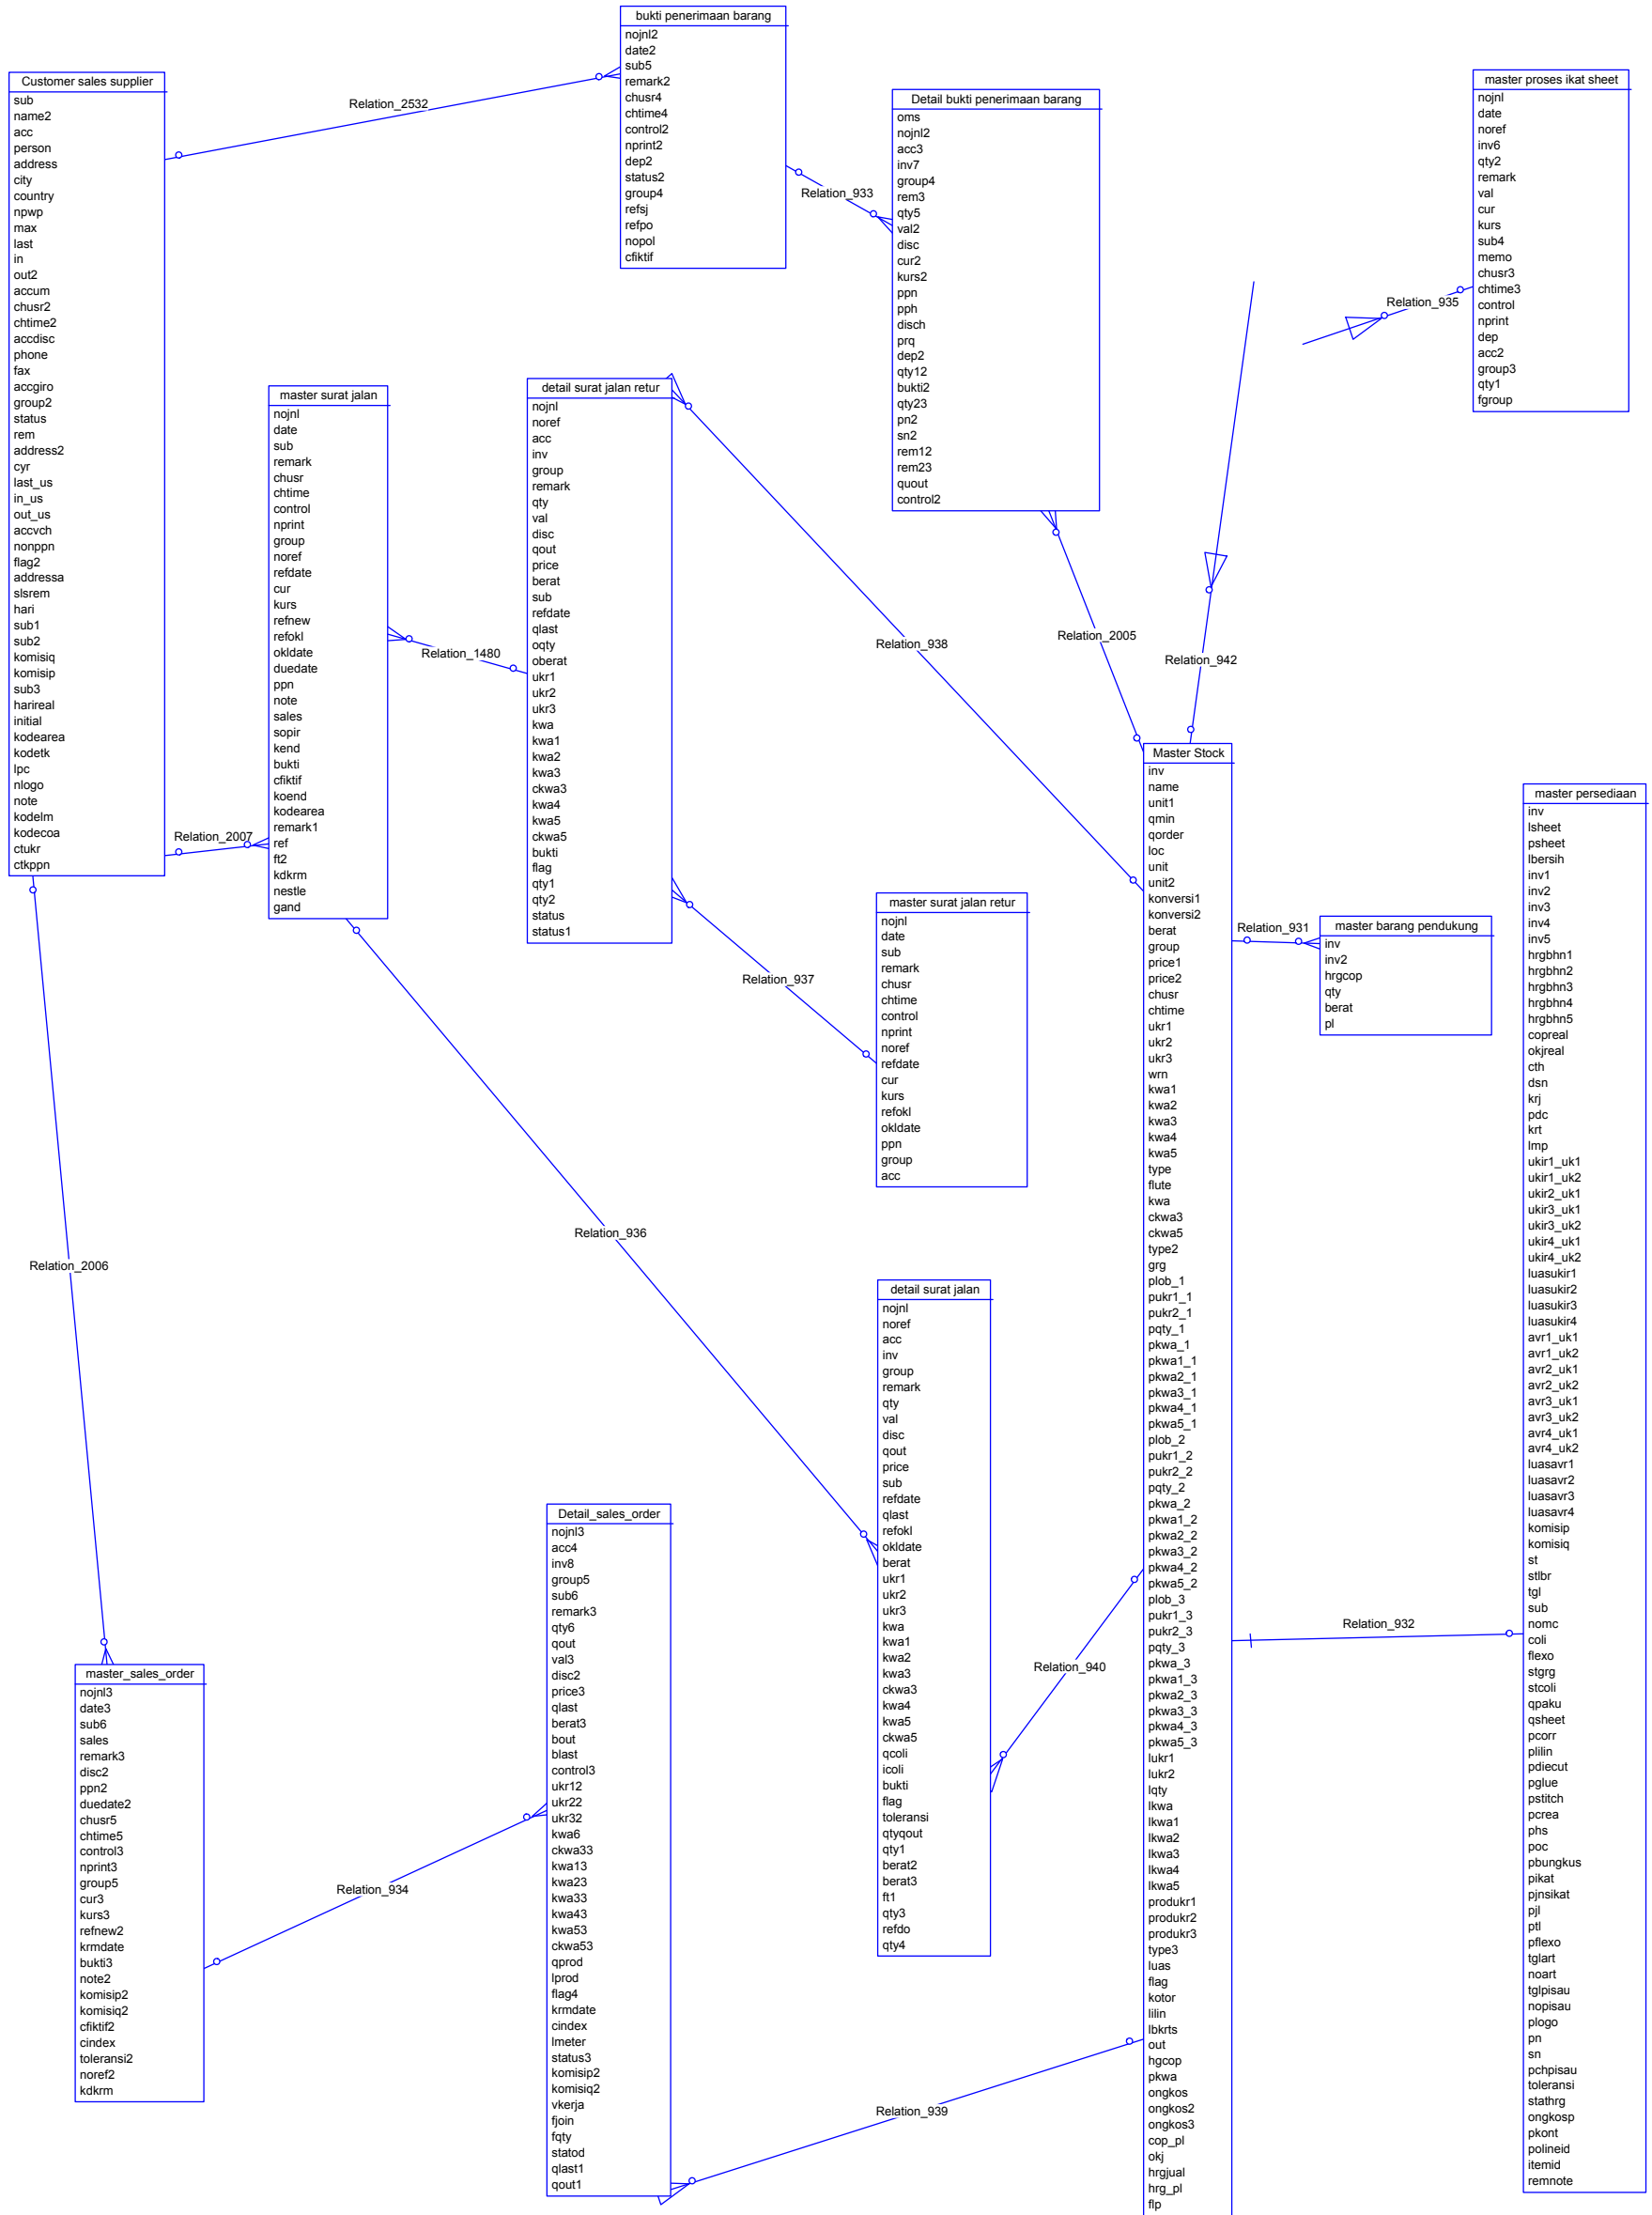 bukti penerimaan barang
nojnl2
date2
sub5
remark2
chusr4
chtime4
control2
nprint2
dep2
status2
group4
refsj
refpo
nopol
cfiktif
Customer sales supplier
sub
name2
acc
person
address
city
country
npwp
max
last
in
out2
accum
chusr2
chtime2
accdisc
phone
fax
accgiro
group2
status
rem
address2
cyr
last_us
in_us
out_us
accvch
nonppn
flag2
addressa
slsrem
hari
sub1
sub2
komisiq
komisip
sub3
harireal
initial
kodearea
kodetk
lpc
nlogo
note
kodelm
kodecoa
ctukr
ctkppn
Relation_2532
Detail bukti penerimaan barang
oms
nojnl2
acc3
inv7
group4
rem3
qty5
val2
disc
cur2
kurs2
ppn
pph
disch
prq
dep2
qty12
bukti2
qty23
pn2
sn2
rem12
rem23
quout
control2
Relation_933
master proses ikat sheet
nojnl
date
noref
inv6
qty2
remark
val
cur
kurs
sub4
memo
chusr3
chtime3
control
nprint
dep
acc2
group3
qty1
fgroup
Relation_935
master surat jalan
nojnl
date
sub
remark
chusr
chtime
control
nprint
group
noref
refdate
cur
kurs
refnew
refokl
okldate
duedate
ppn
note
sales
sopir
kend
bukti
cfiktif
koend
kodearea
remark1
ref
ft2
kdkrm
nestle
gand
detail surat jalan retur
nojnl
noref
acc
inv
group
remark
qty
val
disc
qout
price
berat
sub
refdate
qlast
oqty
oberat
ukr1
ukr2
ukr3
kwa
kwa1
kwa2
kwa3
ckwa3
kwa4
kwa5
ckwa5
bukti
flag
qty1
qty2
status
status1
Relation_1480
Relation_938
Relation_2005
Relation_942
Relation_2007
Master Stock
inv
name
unit1
qmin
qorder
loc
unit
unit2
konversi1
konversi2
berat
group
price1
price2
chusr
chtime
ukr1
ukr2
ukr3
wrn
kwa1
kwa2
kwa3
kwa4
kwa5
type
flute
kwa
ckwa3
ckwa5
type2
grg
plob_1
pukr1_1
pukr2_1
pqty_1
pkwa_1
pkwa1_1
pkwa2_1
pkwa3_1
pkwa4_1
pkwa5_1
plob_2
pukr1_2
pukr2_2
pqty_2
pkwa_2
pkwa1_2
pkwa2_2
pkwa3_2
pkwa4_2
pkwa5_2
plob_3
pukr1_3
pukr2_3
pqty_3
pkwa_3
pkwa1_3
pkwa2_3
pkwa3_3
pkwa4_3
pkwa5_3
lukr1
lukr2
lqty
lkwa
lkwa1
lkwa2
lkwa3
lkwa4
lkwa5
produkr1
produkr2
produkr3
type3
luas
flag
kotor
lilin
lbkrts
out
hgcop
pkwa
ongkos
ongkos2
ongkos3
cop_pl
okj
hrgjual
hrg_pl
flp
master persediaan
inv
lsheet
psheet
lbersih
inv1
inv2
inv3
inv4
inv5
hrgbhn1
hrgbhn2
hrgbhn3
hrgbhn4
hrgbhn5
copreal
okjreal
cth
dsn
krj
pdc
krt
lmp
ukir1_uk1
ukir1_uk2
ukir2_uk1
ukir3_uk1
ukir3_uk2
ukir4_uk1
ukir4_uk2
luasukir1
luasukir2
luasukir3
luasukir4
avr1_uk1
avr1_uk2
avr2_uk1
avr2_uk2
avr3_uk1
avr3_uk2
avr4_uk1
avr4_uk2
luasavr1
luasavr2
luasavr3
luasavr4
komisip
komisiq
st
stlbr
tgl
sub
nomc
coli
flexo
stgrg
stcoli
qpaku
qsheet
pcorr
plilin
pdiecut
pglue
pstitch
pcrea
phs
poc
pbungkus
pikat
pjnsikat
pjl
ptl
pflexo
tglart
noart
tglpisau
nopisau
plogo
pn
sn
pchpisau
toleransi
stathrg
ongkosp
pkont
polineid
itemid
remnote
master surat jalan retur
nojnl
date
sub
remark
chusr
chtime
control
nprint
noref
refdate
cur
kurs
refokl
okldate
ppn
group
acc
Relation_931
master barang pendukung
inv
inv2
hrgcop
qty
berat
pl
Relation_937
Relation_936
Relation_2006
detail surat jalan
nojnl
noref
acc
inv
group
remark
qty
val
disc
qout
price
sub
refdate
qlast
refokl
okldate
berat
ukr1
ukr2
ukr3
kwa
kwa1
kwa2
kwa3
ckwa3
kwa4
kwa5
ckwa5
qcoli
icoli
bukti
flag
toleransi
qtyqout
qty1
berat2
berat3
ft1
qty3
refdo
qty4
Detail_sales_order
nojnl3
acc4
inv8
group5
sub6
remark3
qty6
qout
val3
disc2
price3
qlast
berat3
bout
blast
control3
ukr12
ukr22
ukr32
kwa6
ckwa33
kwa13
kwa23
kwa33
kwa43
kwa53
ckwa53
qprod
lprod
flag4
krmdate
cindex
lmeter
status3
komisip2
komisiq2
vkerja
fjoin
fqty
statod
qlast1
qout1
Relation_932
Relation_940
master_sales_order
nojnl3
date3
sub6
sales
remark3
disc2
ppn2
duedate2
chusr5
chtime5
control3
nprint3
group5
cur3
kurs3
refnew2
krmdate
bukti3
note2
komisip2
komisiq2
cfiktif2
cindex
toleransi2
noref2
kdkrm
Relation_934
Relation_939